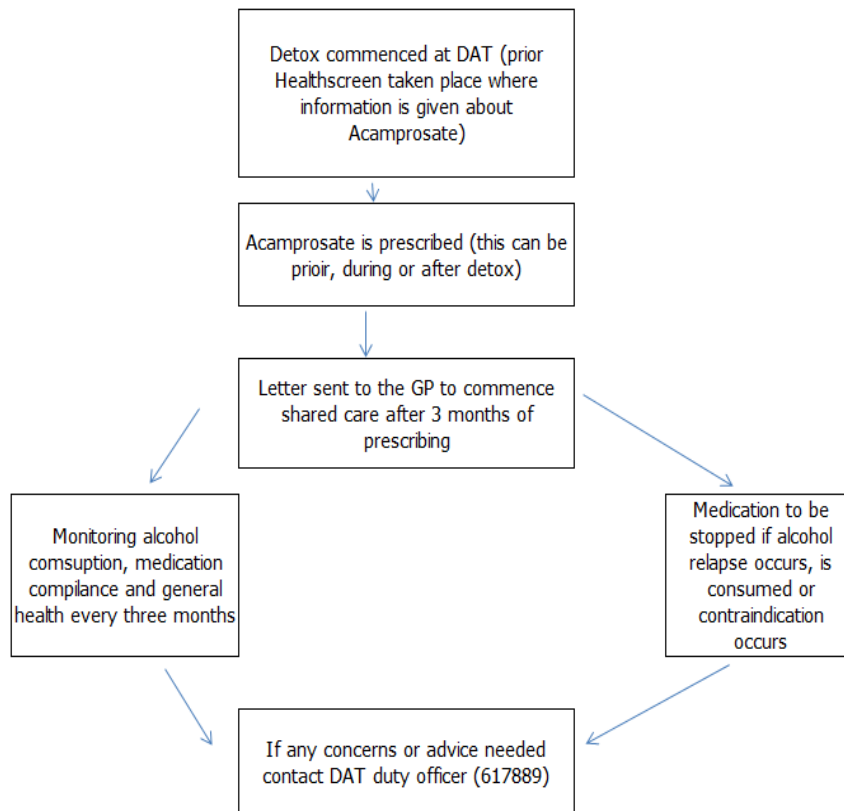 Detox commenced at DAT (prior
Healthscreen taken place where
information is given about
Acamprosate)
Acamprosate is prescribed (this can be
prioir, during or after detox)
Letter sent to the GP to commence
shared care after 3 months of
prescribing
Monitoring alcohol
comsuption, medication
compilance and general
health every three months
Medication to be
stopped if alcohol
relapse occurs, is
consumed or
contraindication
occurs
If any concerns or advice needed
contact DAT duty officer (617889)